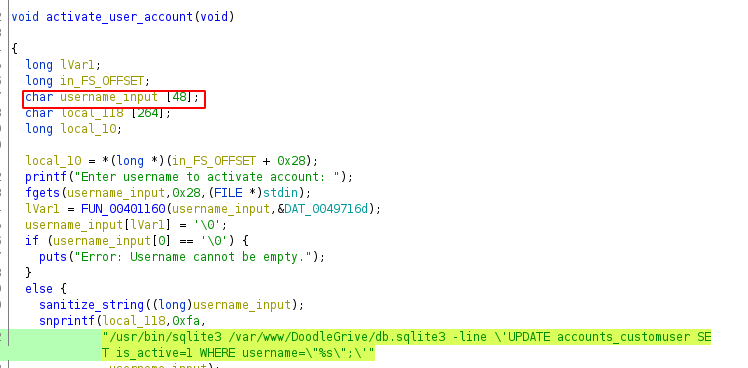 void activate_user_account(void)
{
long lVar1;
long in_FS_OFFSET;
char username_input [48];
char local_118 [264];
long local_10;
local_10 = *(long *)(in_FS_OFFSET + 0x28);
printf("Enter username to activate account: ");
fgets(username_input,0x28,(FILE *)stdin);
lVar1 = FUN_00401160(username_input,&DAT_0049716d);
username_input[lVar1] = '\0';
if (username_input[0] == '\0') {
puts("Error: Username cannot be empty.");
}
else {
sanitize_string((long)username_input);
snprintf(local_118,0xfa,
"/usr/bin/sqlite3 /var/www/DoodleGrive/db.sqlite3 -line \'UPDATE accounts_customuser SE
T is_active=1 WHERE username=\"%s\";\'"
username_input);